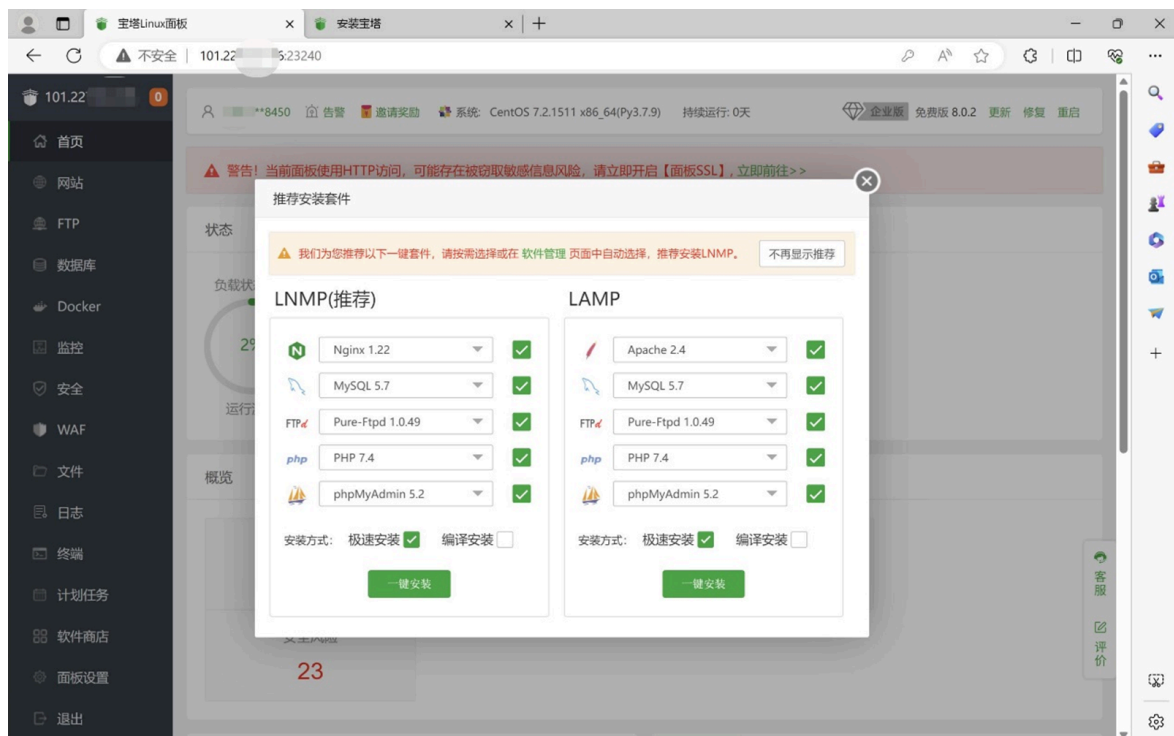 宝塔Linux面板
安装宝塔
不安全
101.22
:23240
101.22
0
首页
网站
FTP
数据库
Docker
监控
安全
WAF
文件
日志
终端
计划任务
软件商店
面板设置
退出
**8450 告警 邀请奖励 系统: CentOS 7.2.1511 x86_64(Py3.7.9) 持续运行: 0天 企业版 免费版 8.0.2 更新 修复 重启
警告！当前面板使用HTTP访问，可能存在被窃取敏感信息风险，请立即开启【面板SSL】, 立即前往>>
状态
负载状
2%
运行
概览
安全风险
23
推荐安装套件
我们为您推荐以下一键套件，请按需选择或在 软件管理 页面中自动选择，推荐安装LNMP。 不再显示推荐
LNMP(推荐)
Nginx 1.22
MySQL 5.7
FTPd Pure-Ftpd 1.0.49
php PHP 7.4
phpMyAdmin 5.2
安装方式: 极速安装 编译安装
一键安装
LAMP
Apache 2.4
MySQL 5.7
FTPd Pure-Ftpd 1.0.49
php PHP 7.4
phpMyAdmin 5.2
安装方式: 极速安装 编译安装
一键安装
客服
评价